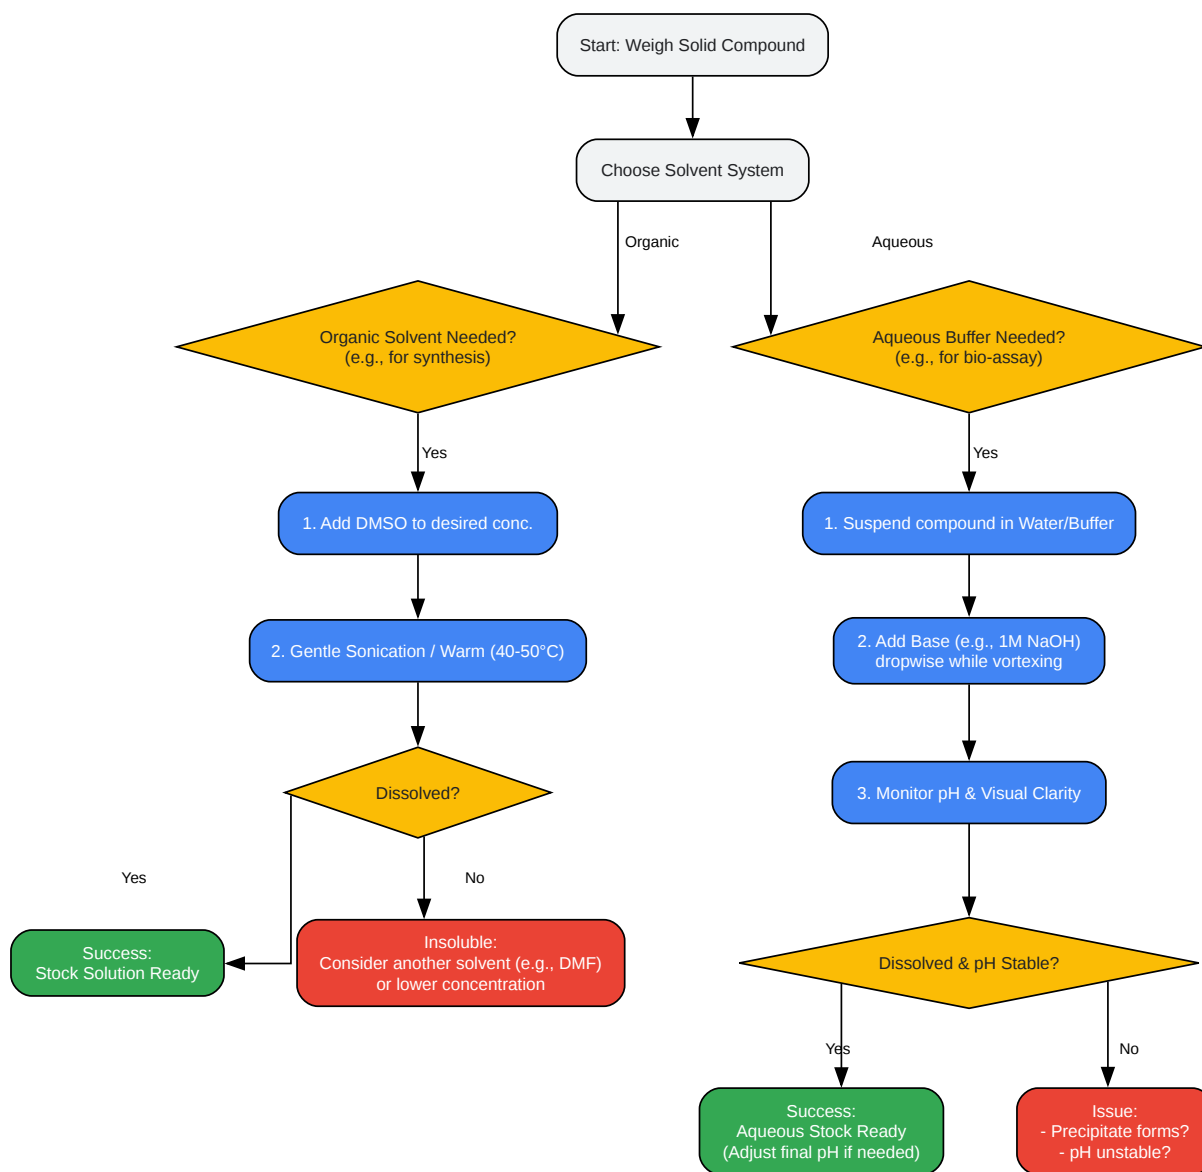 Start: Weigh Solid Compound
Choose Solvent System
Organic
Aqueous
Organic Solvent Needed?
(e.g., for synthesis)
Aqueous Buffer Needed?
(e.g., for bio-assay)
Yes
Yes
1. Add DMSO to desired conc.
1. Suspend compound in Water/Buffer
2. Gentle Sonication / Warm (40-50°C)
2. Add Base (e.g., 1M NaOH)
dropwise while vortexing
Dissolved?
3. Monitor pH & Visual Clarity
Yes
No
Success:
Stock Solution Ready
Insoluble:
Consider another solvent (e.g., DMF)
or lower concentration
Dissolved & pH Stable?
Yes
No
Success:
Aqueous Stock Ready
(Adjust final pH if needed)
Issue:
- Precipitate forms?
- pH unstable?